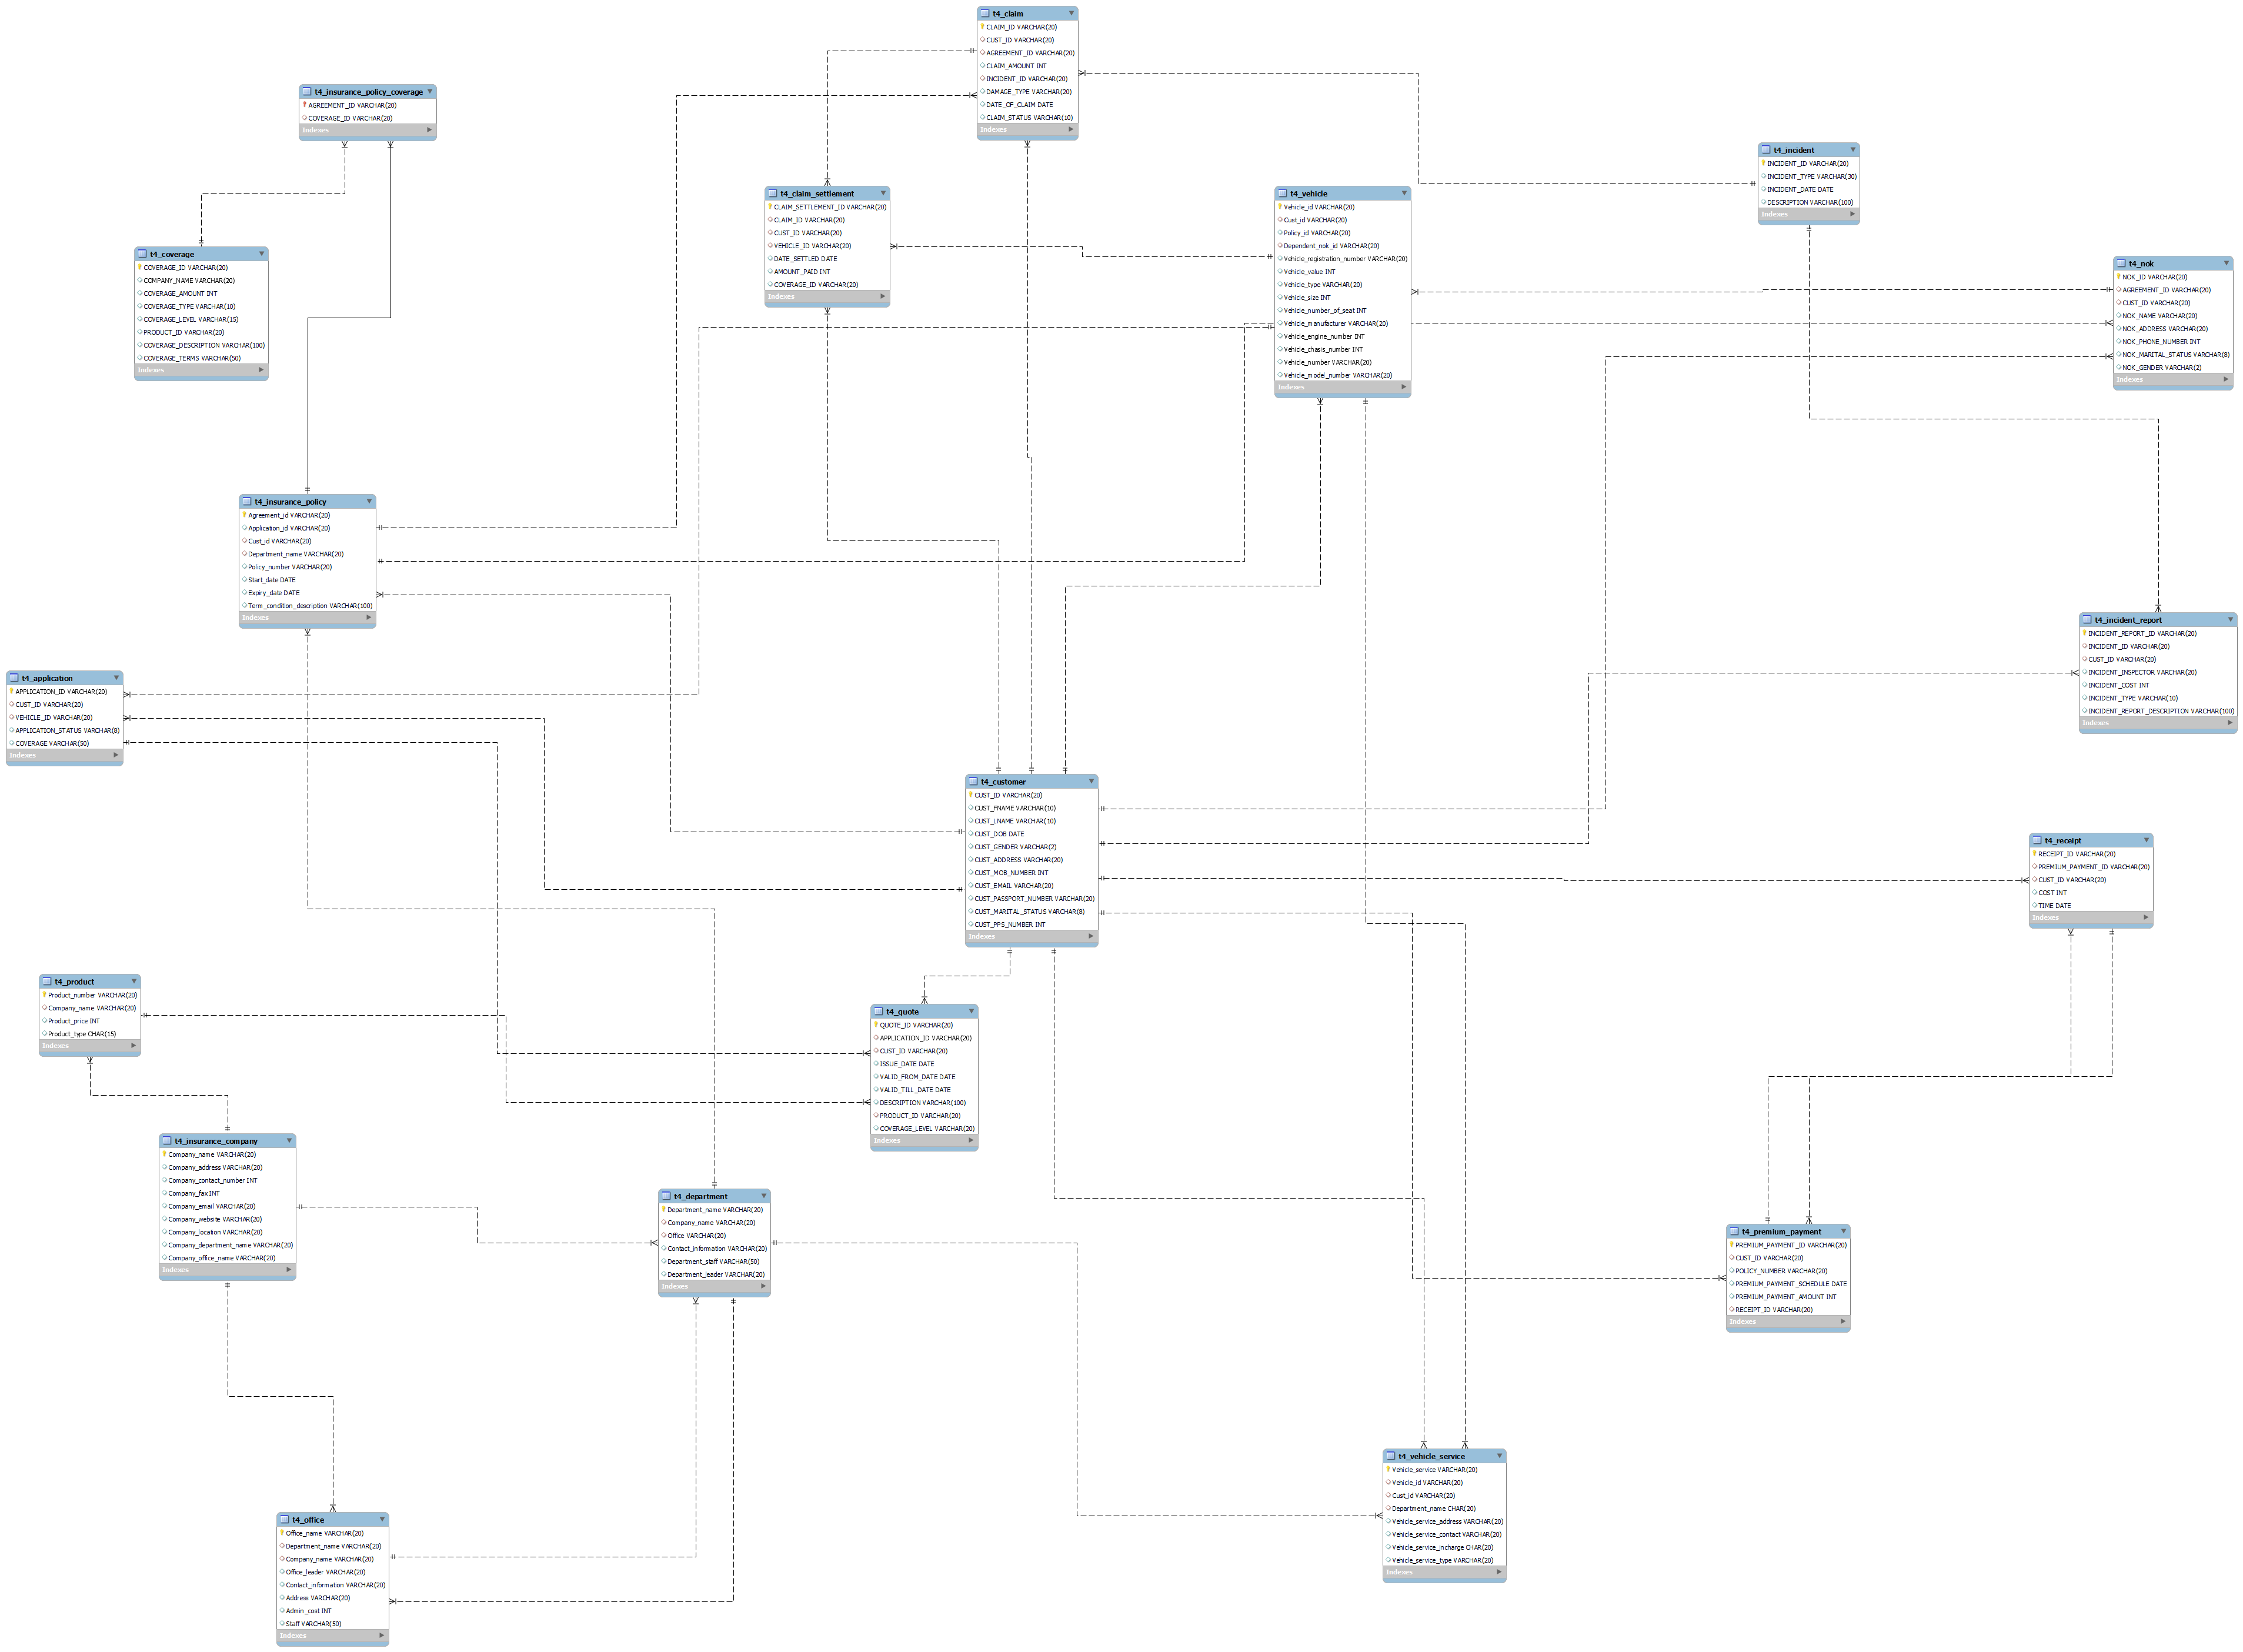 t4_claim
CLAIM_ID VARCHAR(20)
CUST_ID VARCHAR(20)
AGREEMENT_ID VARCHAR(20)
CLAIM_AMOUNT INT
INCIDENT_ID VARCHAR(20)
DAMAGE_TYPE VARCHAR(20)
DATE_OF_CLAIM DATE
CLAIM_STATUS VARCHAR(10)
Indexes
t4_insurance_policy_coverage
AGREEMENT_ID VARCHAR(20)
COVERAGE_ID VARCHAR(20)
Indexes
t4_incident
INCIDENT_ID VARCHAR(20)
INCIDENT_TYPE VARCHAR(30)
INCIDENT_DATE DATE
DESCRIPTION VARCHAR(100)
Indexes
t4_claim_settlement
CLAIM_SETTLEMENT_ID VARCHAR(20)
CLAIM_ID VARCHAR(20)
CUST_ID VARCHAR(20)
VEHICLE_ID VARCHAR(20)
DATE_SETTLED DATE
AMOUNT_PAID INT
COVERAGE_ID VARCHAR(20)
Indexes
t4_vehicle
Vehicle_id VARCHAR(20)
Cust_id VARCHAR(20)
Policy_id VARCHAR(20)
Dependent_nok_id VARCHAR(20)
Vehicle_registration_number VARCHAR(20)
Vehicle_value INT
Vehicle_type VARCHAR(20)
Vehicle_size INT
Vehicle_number_of_seat INT
Vehicle_manufacturer VARCHAR(20)
Vehicle_engine_number INT
Vehicle_chasis_number INT
Vehicle_number VARCHAR(20)
Vehicle_model_number VARCHAR(20)
Indexes
t4_coverage
COVERAGE_ID VARCHAR(20)
COMPANY_NAME VARCHAR(20)
COVERAGE_AMOUNT INT
COVERAGE_TYPE VARCHAR(10)
COVERAGE_LEVEL VARCHAR(15)
PRODUCT_ID VARCHAR(20)
COVERAGE_DESCRIPTION VARCHAR(100)
COVERAGE_TERMS VARCHAR(50)
Indexes
t4_nok
NOK_ID VARCHAR(20)
AGREEMENT_ID VARCHAR(20)
CUST_ID VARCHAR(20)
NOK_NAME VARCHAR(20)
NOK_ADDRESS VARCHAR(20)
NOK_PHONE_NUMBER INT
NOK_MARITAL_STATUS VARCHAR(8)
NOK_GENDER VARCHAR(2)
Indexes
t4_insurance_policy
Agreement_id VARCHAR(20)
Application_id VARCHAR(20)
Cust_id VARCHAR(20)
Department_name VARCHAR(20)
Policy_number VARCHAR(20)
Start_date DATE
Expiry_date DATE
Term_condition_description VARCHAR(100)
Indexes
t4_incident_report
INCIDENT_REPORT_ID VARCHAR(20)
INCIDENT_ID VARCHAR(20)
CUST_ID VARCHAR(20)
INCIDENT_INSPECTOR VARCHAR(20)
INCIDENT_COST INT
INCIDENT_TYPE VARCHAR(10)
INCIDENT_REPORT_DESCRIPTION VARCHAR(100)
Indexes
t4_application
APPLICATION_ID VARCHAR(20)
CUST_ID VARCHAR(20)
VEHICLE_ID VARCHAR(20)
APPLICATION_STATUS VARCHAR(8)
COVERAGE VARCHAR(50)
Indexes
t4_customer
CUST_ID VARCHAR(20)
CUST_FNAME VARCHAR(10)
CUST_LNAME VARCHAR(10)
CUST_DOB DATE
CUST_GENDER VARCHAR(2)
CUST_ADDRESS VARCHAR(20)
CUST_MOB_NUMBER INT
CUST_EMAIL VARCHAR(20)
CUST_PASSPORT_NUMBER VARCHAR(20)
CUST_MARITAL_STATUS VARCHAR(8)
CUST_PPS_NUMBER INT
Indexes
t4_receipt
RECEIPT_ID VARCHAR(20)
PREMIUM_PAYMENT_ID VARCHAR(20)
CUST_ID VARCHAR(20)
COST INT
TIME DATE
Indexes
t4_product
Product_number VARCHAR(20)
Company_name VARCHAR(20)
Product_price INT
Product_type CHAR(15)
Indexes
t4_quote
QUOTE_ID VARCHAR(20)
APPLICATION_ID VARCHAR(20)
CUST_ID VARCHAR(20)
ISSUE_DATE DATE
VALID_FROM_DATE DATE
VALID_TILL_DATE DATE
DESCRIPTION VARCHAR(100)
PRODUCT_ID VARCHAR(20)
COVERAGE_LEVEL VARCHAR(20)
Indexes
t4_insurance_company
Company_name VARCHAR(20)
Company_address VARCHAR(20)
Company_contact_number INT
Company_fax INT
Company_email VARCHAR(20)
Company_website VARCHAR(20)
Company_location VARCHAR(20)
Company_department_name VARCHAR(20)
Company_office_name VARCHAR(20)
Indexes
t4_department
Department_name VARCHAR(20)
Company_name VARCHAR(20)
Office VARCHAR(20)
Contact_information VARCHAR(20)
Department_staff VARCHAR(50)
Department_leader VARCHAR(20)
Indexes
t4_premium_payment
PREMIUM_PAYMENT_ID VARCHAR(20)
CUST_ID VARCHAR(20)
POLICY_NUMBER VARCHAR(20)
PREMIUM_PAYMENT_SCHEDULE DATE
PREMIUM_PAYMENT_AMOUNT INT
RECEIPT_ID VARCHAR(20)
Indexes
t4_vehicle_service
Vehicle_service VARCHAR(20)
Vehicle_id VARCHAR(20)
Cust_id VARCHAR(20)
Department_name CHAR(20)
Vehicle_service_address VARCHAR(20)
Vehicle_service_contact VARCHAR(20)
Vehicle_service_incharge CHAR(20)
Vehicle_service_type VARCHAR(20)
Indexes
t4_office
Office_name VARCHAR(20)
Department_name VARCHAR(20)
Company_name VARCHAR(20)
Office_leader VARCHAR(20)
Contact_information VARCHAR(20)
Address VARCHAR(20)
Admin_cost INT
Staff VARCHAR(50)
Indexes